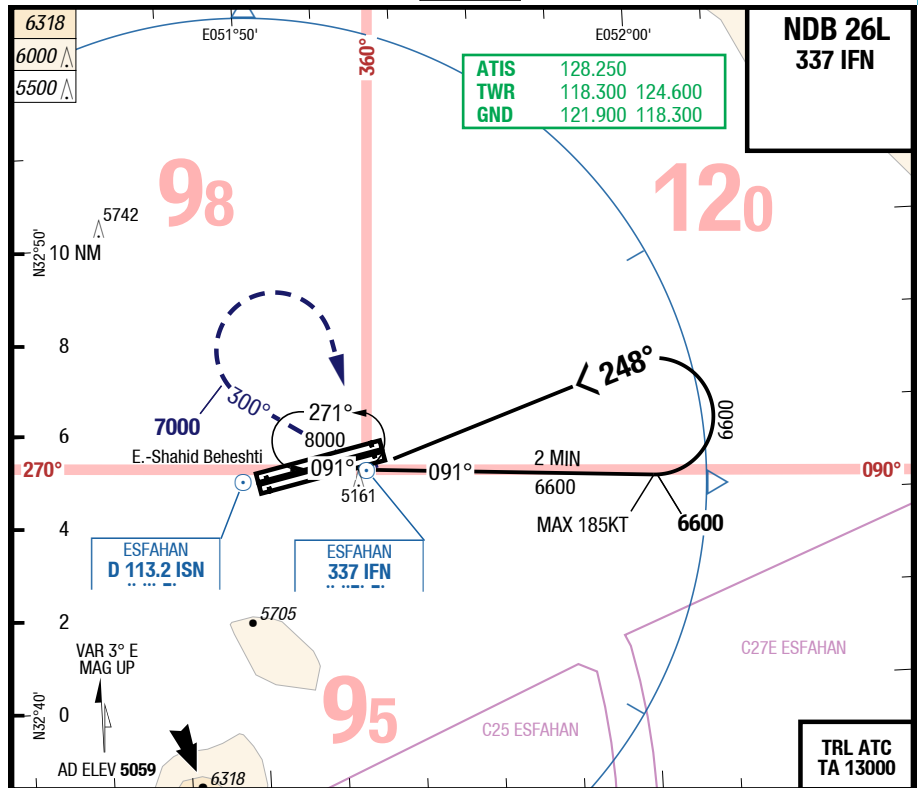 6318
6000
5500
E051°50'
360°
E052°00'
NDB 26L
337 IFN
ATIS 128.250
TWR 118.300 124.600
GND 121.900 118.300
98
120
5742
N32°50'
10 NM
8
248°
300°
271°
6600
7000
8000
6
E.-Shahid Beheshti
270°
091°
091°
2 MIN
090°
6600
5161
MAX 185KT
6600
4
ESFAHAN
D 113.2 ISN
ESFAHAN
337 IFN
5705
2
VAR 3° E
MAG UP
C27E ESFAHAN
95
N32°40'
0
C25 ESFAHAN
AD ELEV 5059
6318
TRL ATC
TA 13000